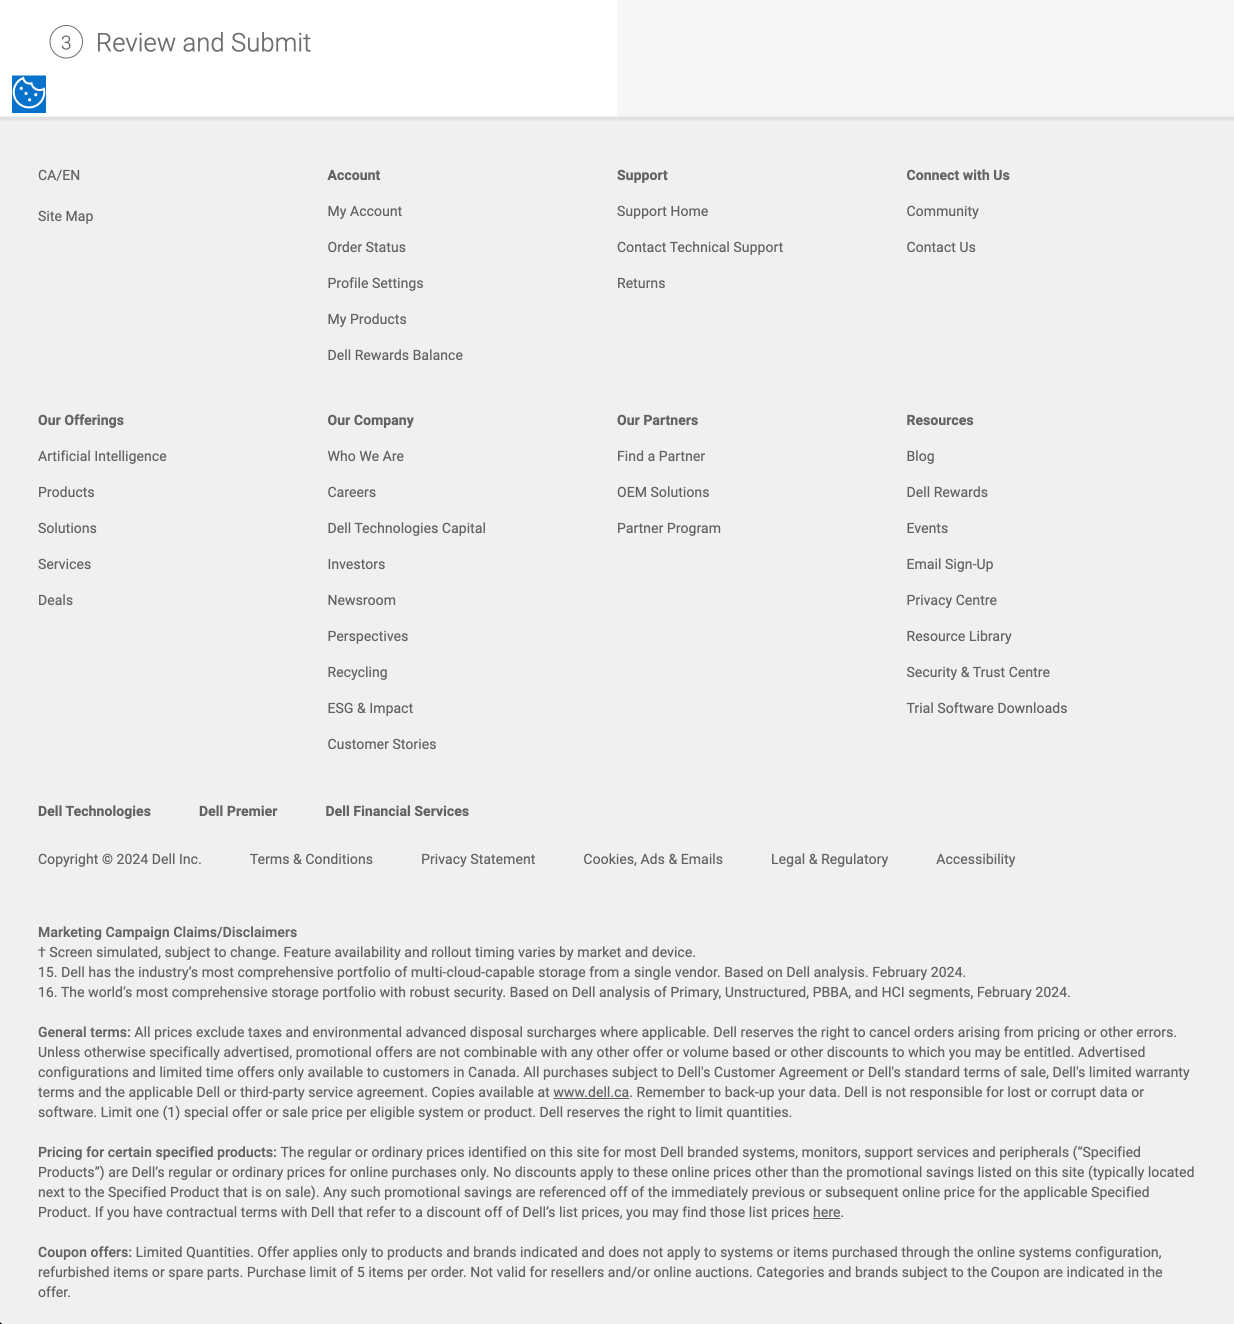 3 Review and Submit
CA/EN
Site Map
Account
My Account
Order Status
Profile Settings
My Products
Dell Rewards Balance
Support
Support Home
Contact Technical Support
Returns
Connect with Us
Community
Contact Us
Our Offerings
Artificial Intelligence
Products
Solutions
Services
Deals
Our Company
Who We Are
Careers
Dell Technologies Capital
Investors
Newsroom
Perspectives
Recycling
ESG & Impact
Customer Stories
Our Partners
Find a Partner
OEM Solutions
Partner Program
Resources
Blog
Dell Rewards
Events
Email Sign-Up
Privacy Centre
Resource Library
Security & Trust Centre
Trial Software Downloads
Dell Technologies Dell Premier Dell Financial Services
Copyright © 2024 Dell Inc. Terms & Conditions Privacy Statement Cookies, Ads & Emails Legal & Regulatory Accessibility
Marketing Campaign Claims/Disclaimers
† Screen simulated, subject to change. Feature availability and rollout timing varies by market and device.
15. Dell has the industry’s most comprehensive portfolio of multi-cloud-capable storage from a single vendor. Based on Dell analysis. February 2024.
16. The world’s most comprehensive storage portfolio with robust security. Based on Dell analysis of Primary, Unstructured, PBBA, and HCI segments, February 2024.
General terms: All prices exclude taxes and environmental advanced disposal surcharges where applicable. Dell reserves the right to cancel orders arising from pricing or other errors.
Unless otherwise specifically advertised, promotional offers are not combinable with any other offer or volume based or other discounts to which you may be entitled. Advertised
configurations and limited time offers only available to customers in Canada. All purchases subject to Dell's Customer Agreement or Dell's standard terms of sale, Dell's limited warranty
terms and the applicable Dell or third-party service agreement. Copies available at www.dell.ca. Remember to back-up your data. Dell is not responsible for lost or corrupt data or
software. Limit one (1) special offer or sale price per eligible system or product. Dell reserves the right to limit quantities.
Pricing for certain specified products: The regular or ordinary prices identified on this site for most Dell branded systems, monitors, support services and peripherals (“Specified
Products”) are Dell’s regular or ordinary prices for online purchases only. No discounts apply to these online prices other than the promotional savings listed on this site (typically located
next to the Specified Product that is on sale). Any such promotional savings are referenced off of the immediately previous or subsequent online price for the applicable Specified
Product. If you have contractual terms with Dell that refer to a discount off of Dell’s list prices, you may find those list prices here.
Coupon offers: Limited Quantities. Offer applies only to products and brands indicated and does not apply to systems or items purchased through the online systems configuration,
refurbished items or spare parts. Purchase limit of 5 items per order. Not valid for resellers and/or online auctions. Categories and brands subject to the Coupon are indicated in the
offer.